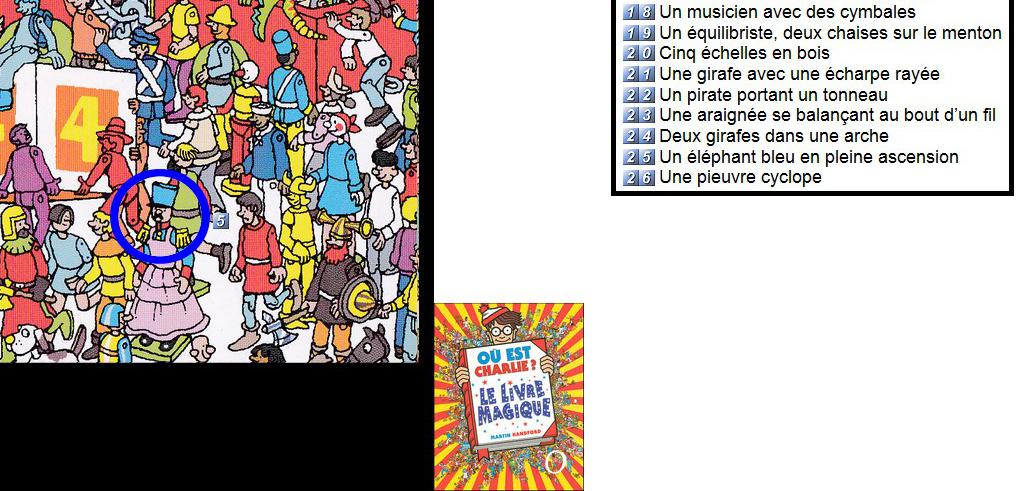 4
5
18 Un musicien avec des cymbales
19 Un équilibriste, deux chaises sur le menton
20 Cinq échelles en bois
21 Une girafe avec une écharpe rayée
22 Un pirate portant un tonneau
23 Une araignée se balançant au bout d'un fil
24 Deux girafes dans une arche
25 Un éléphant bleu en pleine ascension
26 Une pieuvre cyclope
OÙ EST
CHARLIE?
LE LIVRE
MAGIQUE
MARTIN HANDFORD